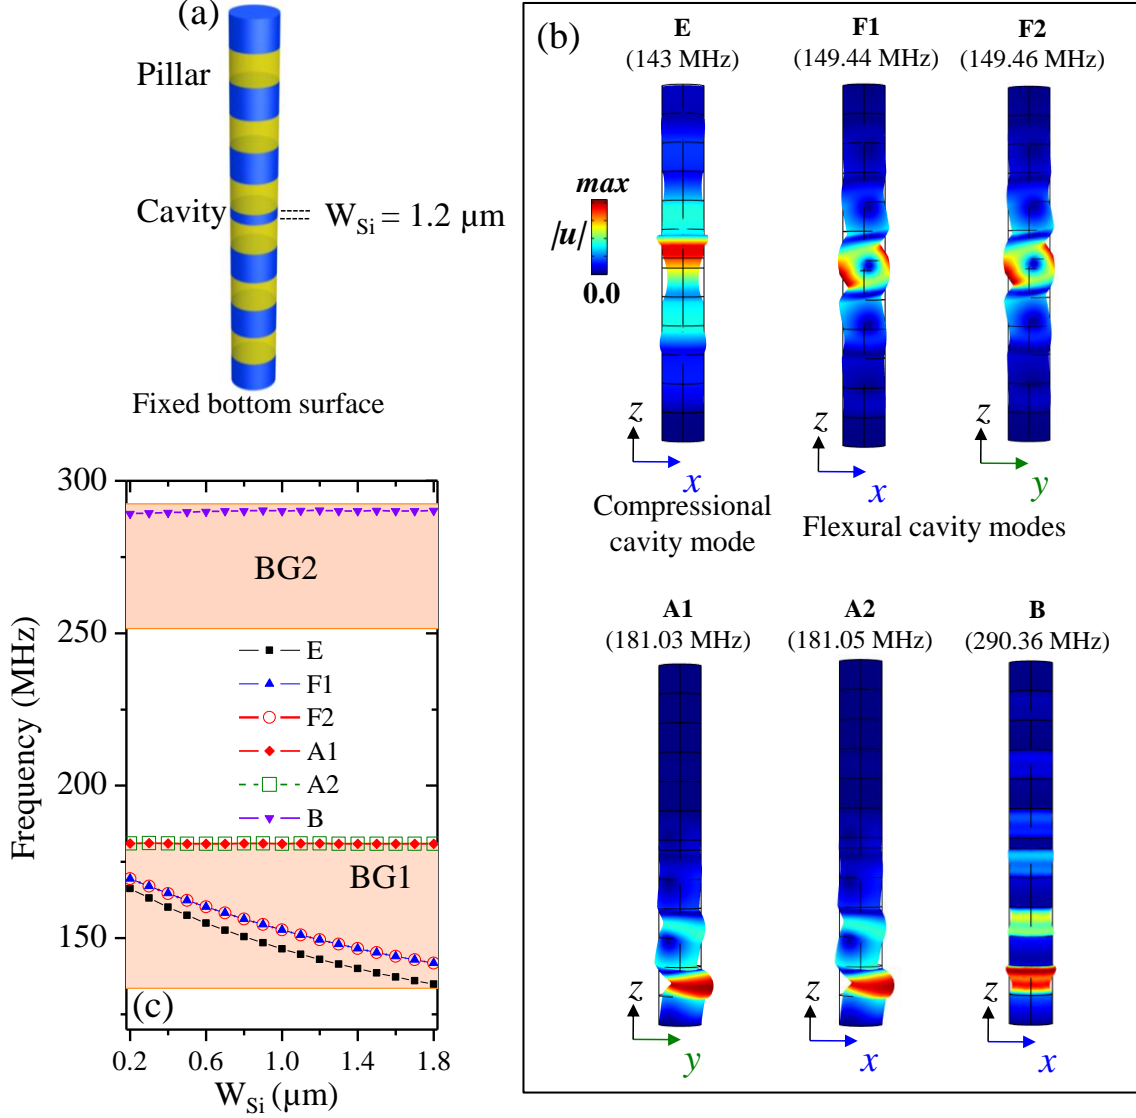 (a)
Pillar
Cavity
W_Si = 1.2 µm
Fixed bottom surface
(b)
E
(143 MHz)
F1
(149.44 MHz)
F2
(149.46 MHz)
max
|u|
0.0
z
x
z
x
z
y
Compressional
cavity mode
Flexural cavity modes
A1
(181.03 MHz)
A2
(181.05 MHz)
B
(290.36 MHz)
z
y
z
x
z
x
300
250
200
150
Frequency (MHz)
BG2
E
F1
F2
A1
A2
B
BG1
(c)
0.2 0.6 1.0 1.4 1.8
W_Si (µm)